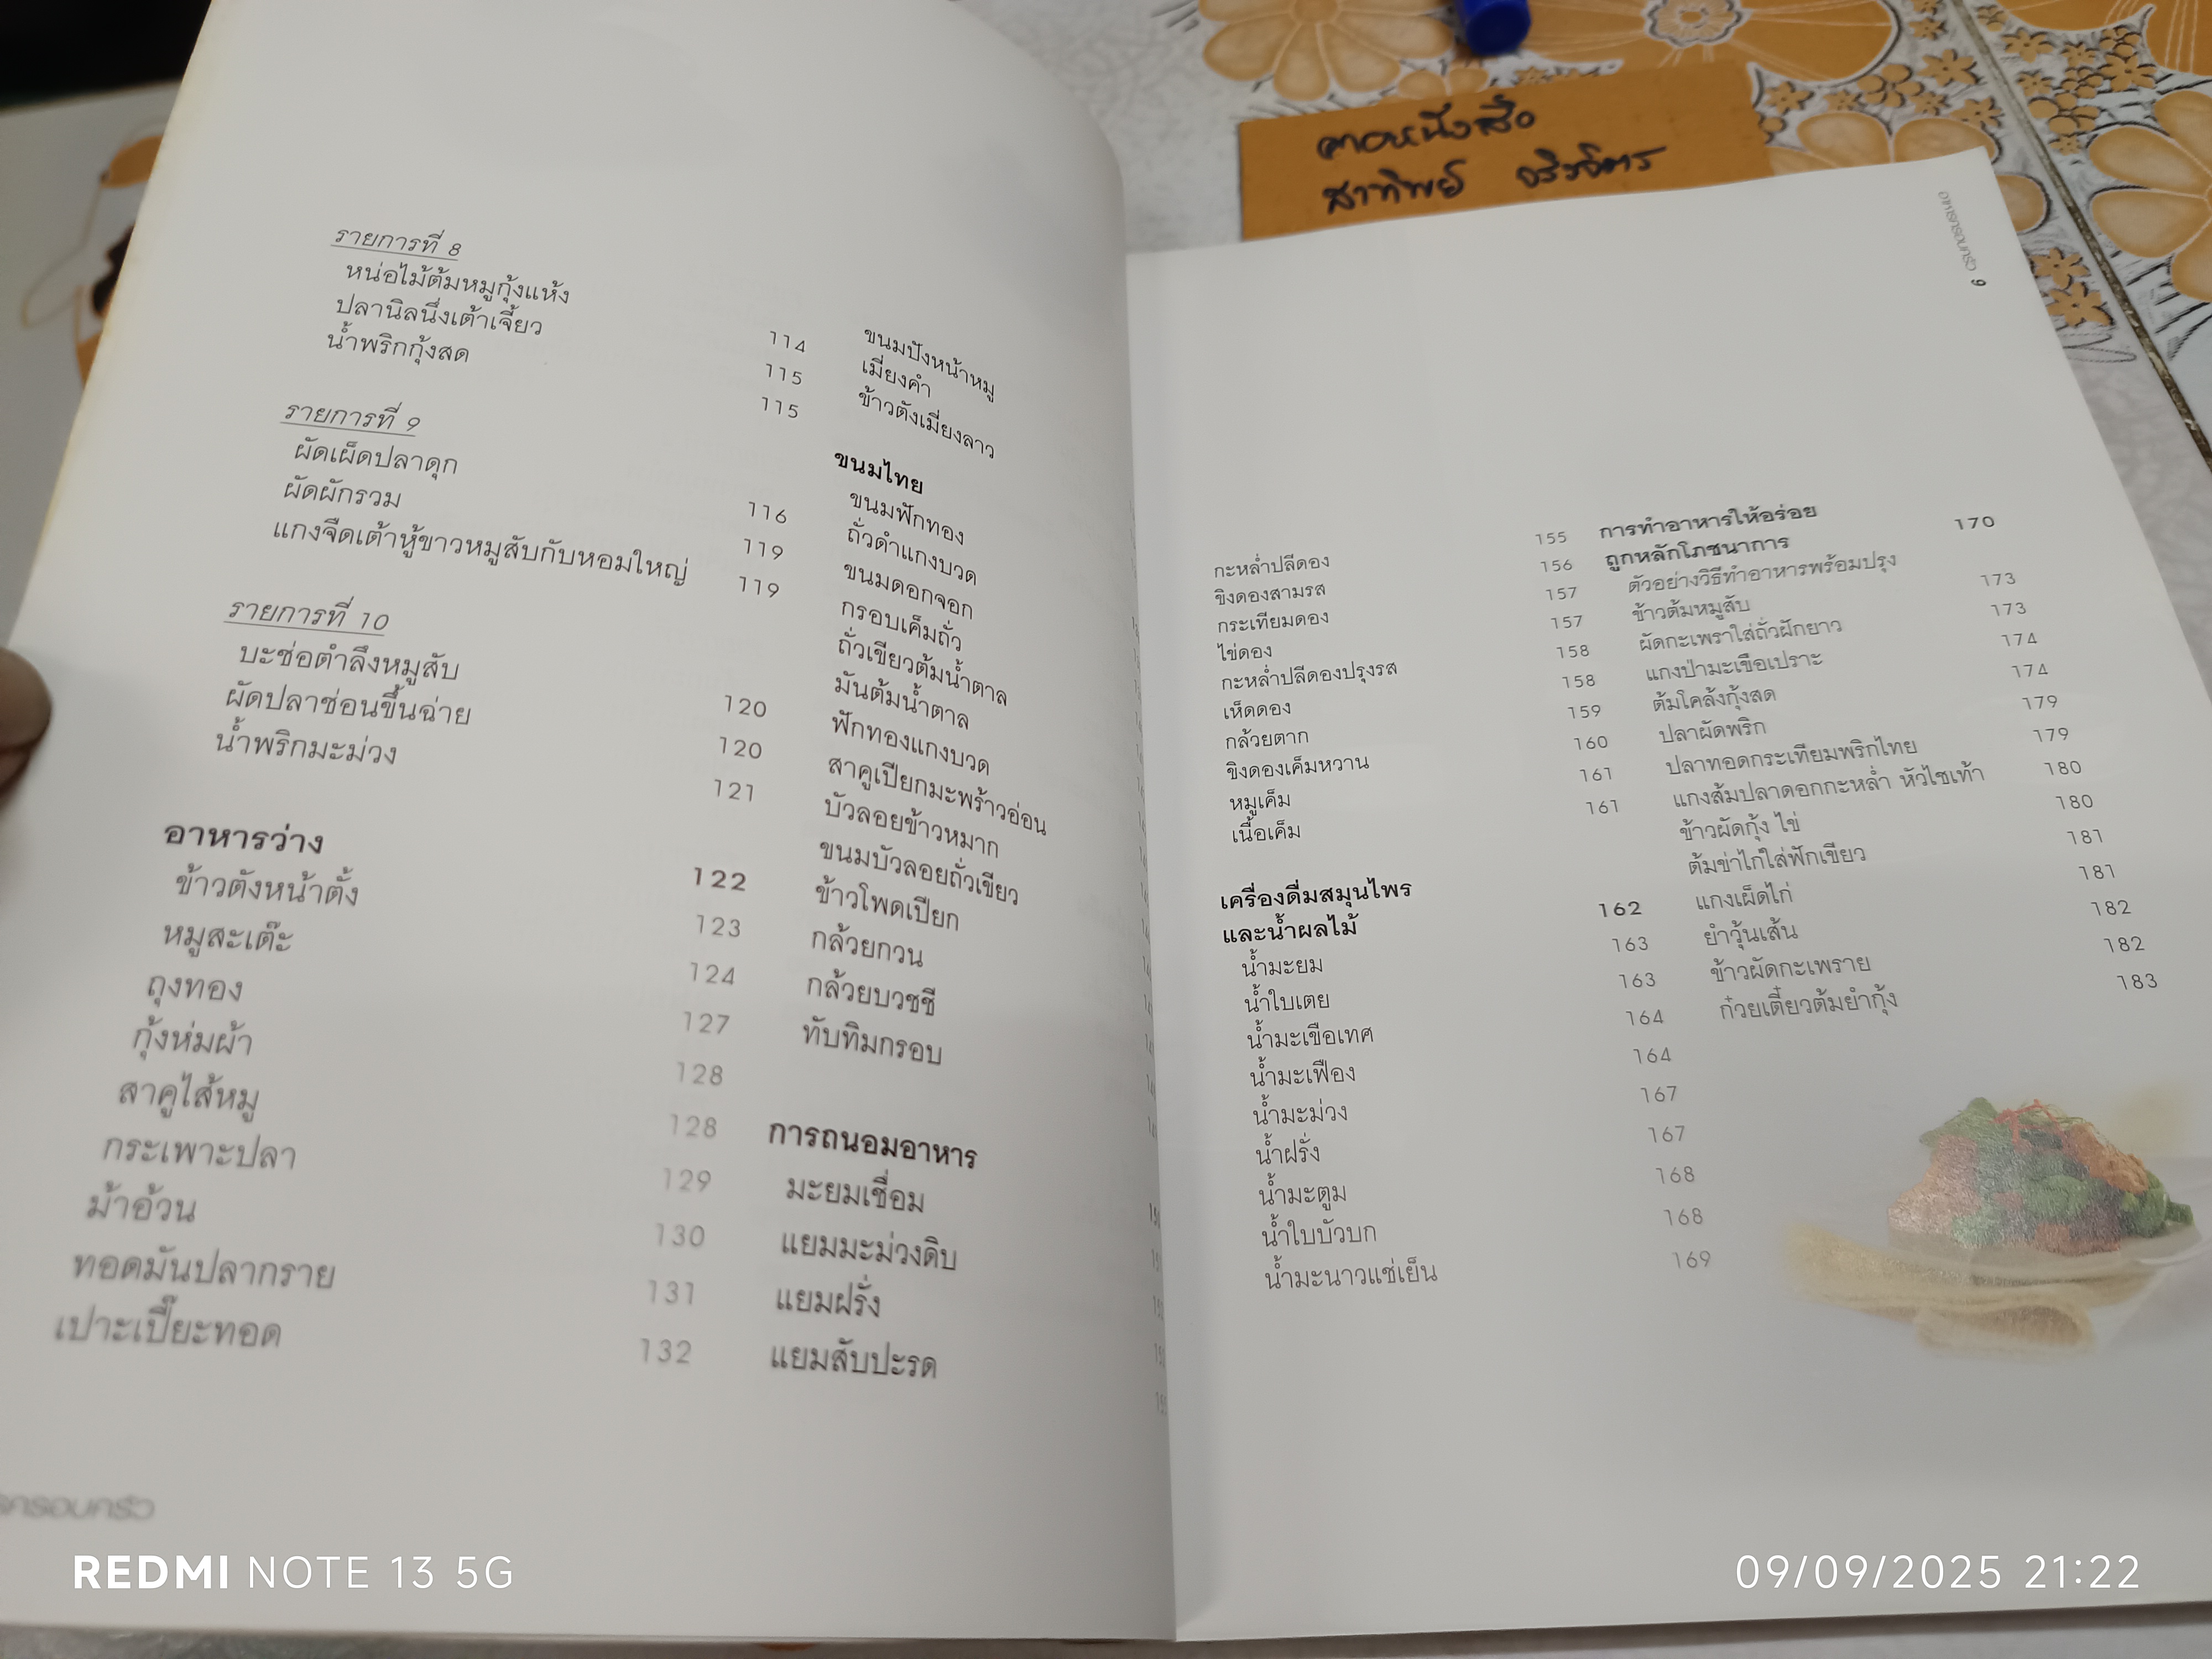 รายการที่ 8
หน่อไม้ต้มหมูกุ้งแห้ง 114
ปลานิลนึ่งเต้าเจี้ยว 115
น้ำพริกกุ้งสด 115
รายการที่ 9
ผัดเผ็ดปลาดุก 116
ผัดผักรวม 119
แกงจืดเต้าหู้ขาวหมูสับกับหอมใหญ่ 119
รายการที่ 10
บะช่อตำลึงหมูสับ 120
ผัดปลาช่อนขึ้นฉ่าย 120
น้ำพริกมะม่วง 121
อาหารว่าง 122
ข้าวตังหน้าตั้ง 123
หมูสะเต๊ะ 124
ถุงทอง 127
กุ้งห่มผ้า 128
สาคูไส้หมู 128
กระเพาะปลา 129
ม้าอ้วน 130
ทอดมันปลากราย 131
เปาะเปี๊ยะทอด 132
ขนมปังหน้าหมู
เมี่ยงคำ
ข้าวตังเมี่ยงลาว
ขนมไทย
ขนมฟักทอง
ถั่วดำแกงบวด
ขนมดอกจอก
กรอบเค็มถั่ว
ถั่วเขียวต้มน้ำตาล
มันต้มน้ำตาล
ฟักทองแกงบวด
สาคูเปียกมะพร้าวอ่อน
บัวลอยข้าวหมาก
ขนมบัวลอยถั่วเขียว
ข้าวโพดเปียก
กล้วยกวน
กล้วยบวชชี
ทับทิมกรอบ
การถนอมอาหาร
มะยมเชื่อม
แยมมะม่วงดิบ
แยมฝรั่ง
แยมสับปะรด
สาทิพย์
อาหารครอบครัว 9
กะหล่ำปลีดอง 155
ขิงดองสามรส 156
กระเทียมดอง 157
ไข่ดอง 157
กะหล่ำปลีดองปรุงรส 158
เห็ดดอง 158
กล้วยตาก 159
ขิงดองเค็มหวาน 160
หมูเค็ม 161
เนื้อเค็ม 161
เครื่องดื่มสมุนไพร
และน้ำผลไม้ 162
น้ำมะยม 163
น้ำใบเตย 163
น้ำมะเขือเทศ 164
น้ำมะเฟือง 164
น้ำมะม่วง 167
น้ำฝรั่ง 167
น้ำมะตูม 168
น้ำใบบัวบก 168
น้ำมะนาวแช่เย็น 169
การทำอาหารให้อร่อย
ถูกหลักโภชนาการ 170
ตัวอย่างวิธีทำอาหารพร้อมปรุง
ข้าวต้มหมูสับ 173
ผัดกะเพราใส่ถั่วฝักยาว 173
แกงป่ามะเขือเปราะ 174
ต้มโคล้งกุ้งสด 174
ปลาผัดพริก 179
ปลาทอดกระเทียมพริกไทย 179
แกงส้มปลาดอกกะหล่ำ หัวไชเท้า 180
ข้าวผัดกุ้ง ไข่ 180
ต้มข่าไก่ใส่ฟักเขียว 181
แกงเผ็ดไก่ 181
ยำวุ้นเส้น 182
ข้าวผัดกะเพราย 182
ก๋วยเตี๋ยวต้มยำกุ้ง 183
REDMI NOTE 13 5G
09/09/2025 21:22